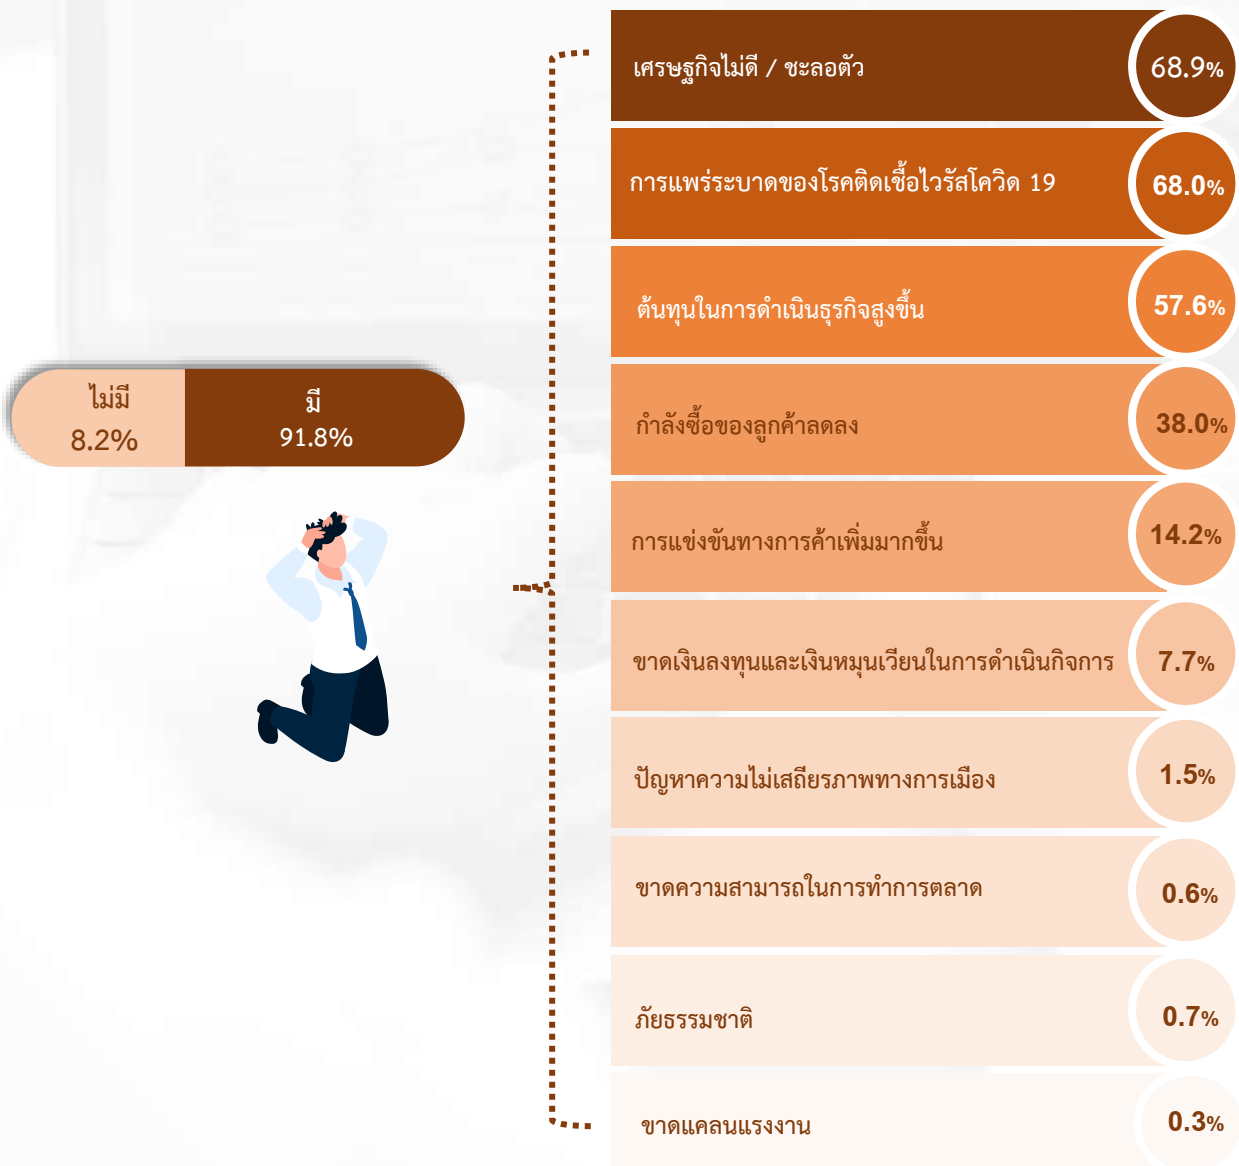 ไม่มี
8.2%
มี
91.8%
เศรษฐกิจไม่ดี / ชะลอตัว 68.9%
การแพร่ระบาดของโรคติดเชื้อไวรัสโควิด 19 68.0%
ต้นทุนในการดำเนินธุรกิจสูงขึ้น 57.6%
กำลังซื้อของลูกค้าลดลง 38.0%
การแข่งขันทางการค้าเพิ่มมากขึ้น 14.2%
ขาดเงินลงทุนและเงินหมุนเวียนในการดำเนินกิจการ 7.7%
ปัญหาความไม่เสถียรภาพทางการเมือง 1.5%
ขาดความสามารถในการทำการตลาด 0.6%
ภัยธรรมชาติ 0.7%
ขาดแคลนแรงงาน 0.3%